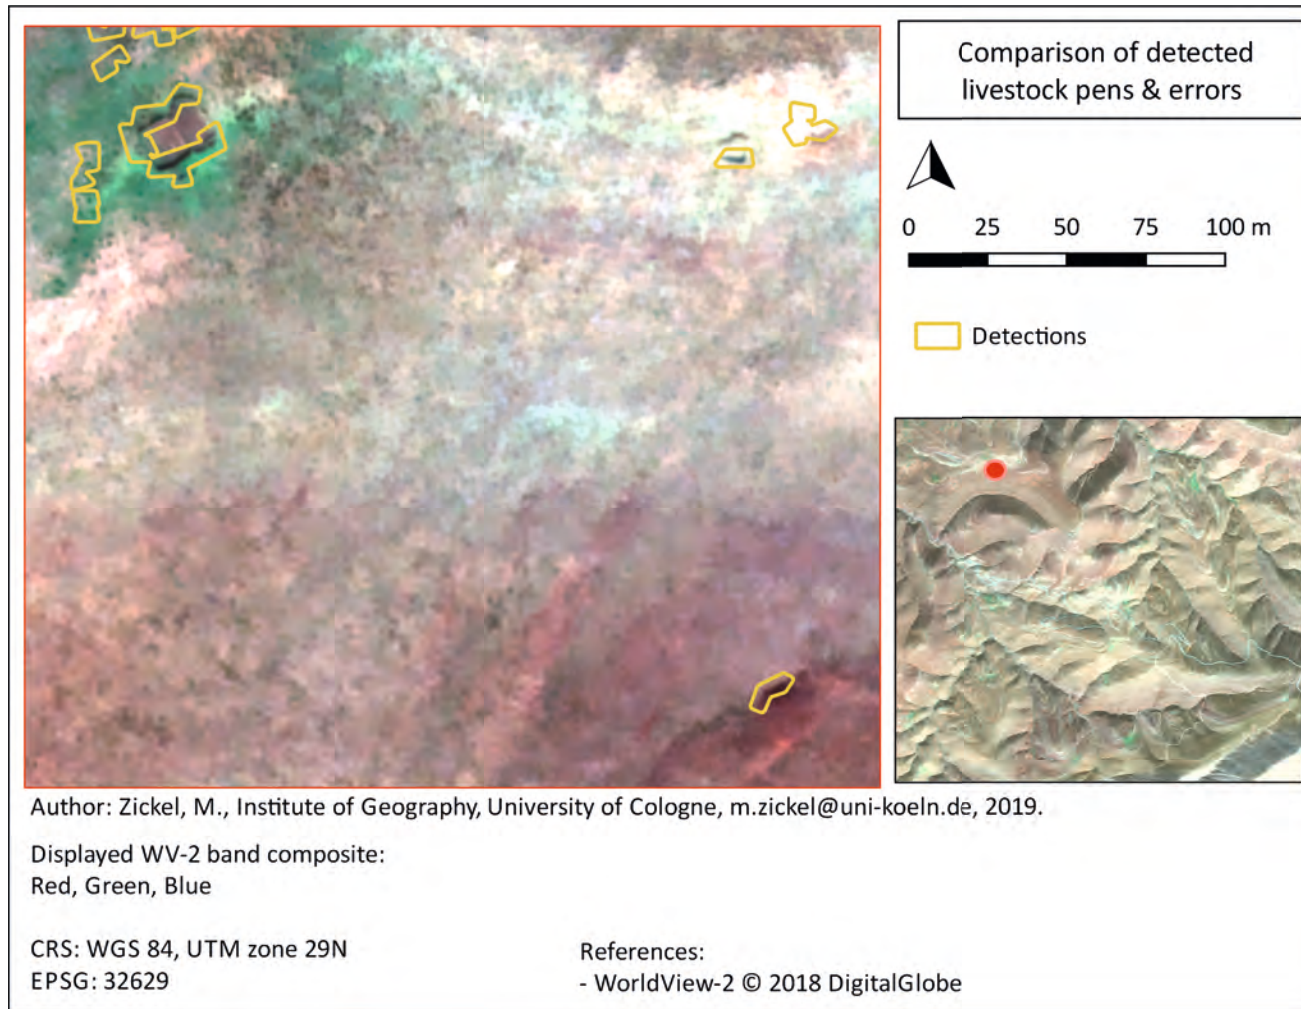 Comparison of detected
livestock pens & errors
0 25 50 75 100 m
Detections
Author: Zickel, M., Institute of Geography, University of Cologne, m.zickel@uni-koeln.de, 2019.
Displayed WV-2 band composite:
Red, Green, Blue
CRS: WGS 84, UTM zone 29N
EPSG: 32629
References:
- WorldView-2 © 2018 DigitalGlobe